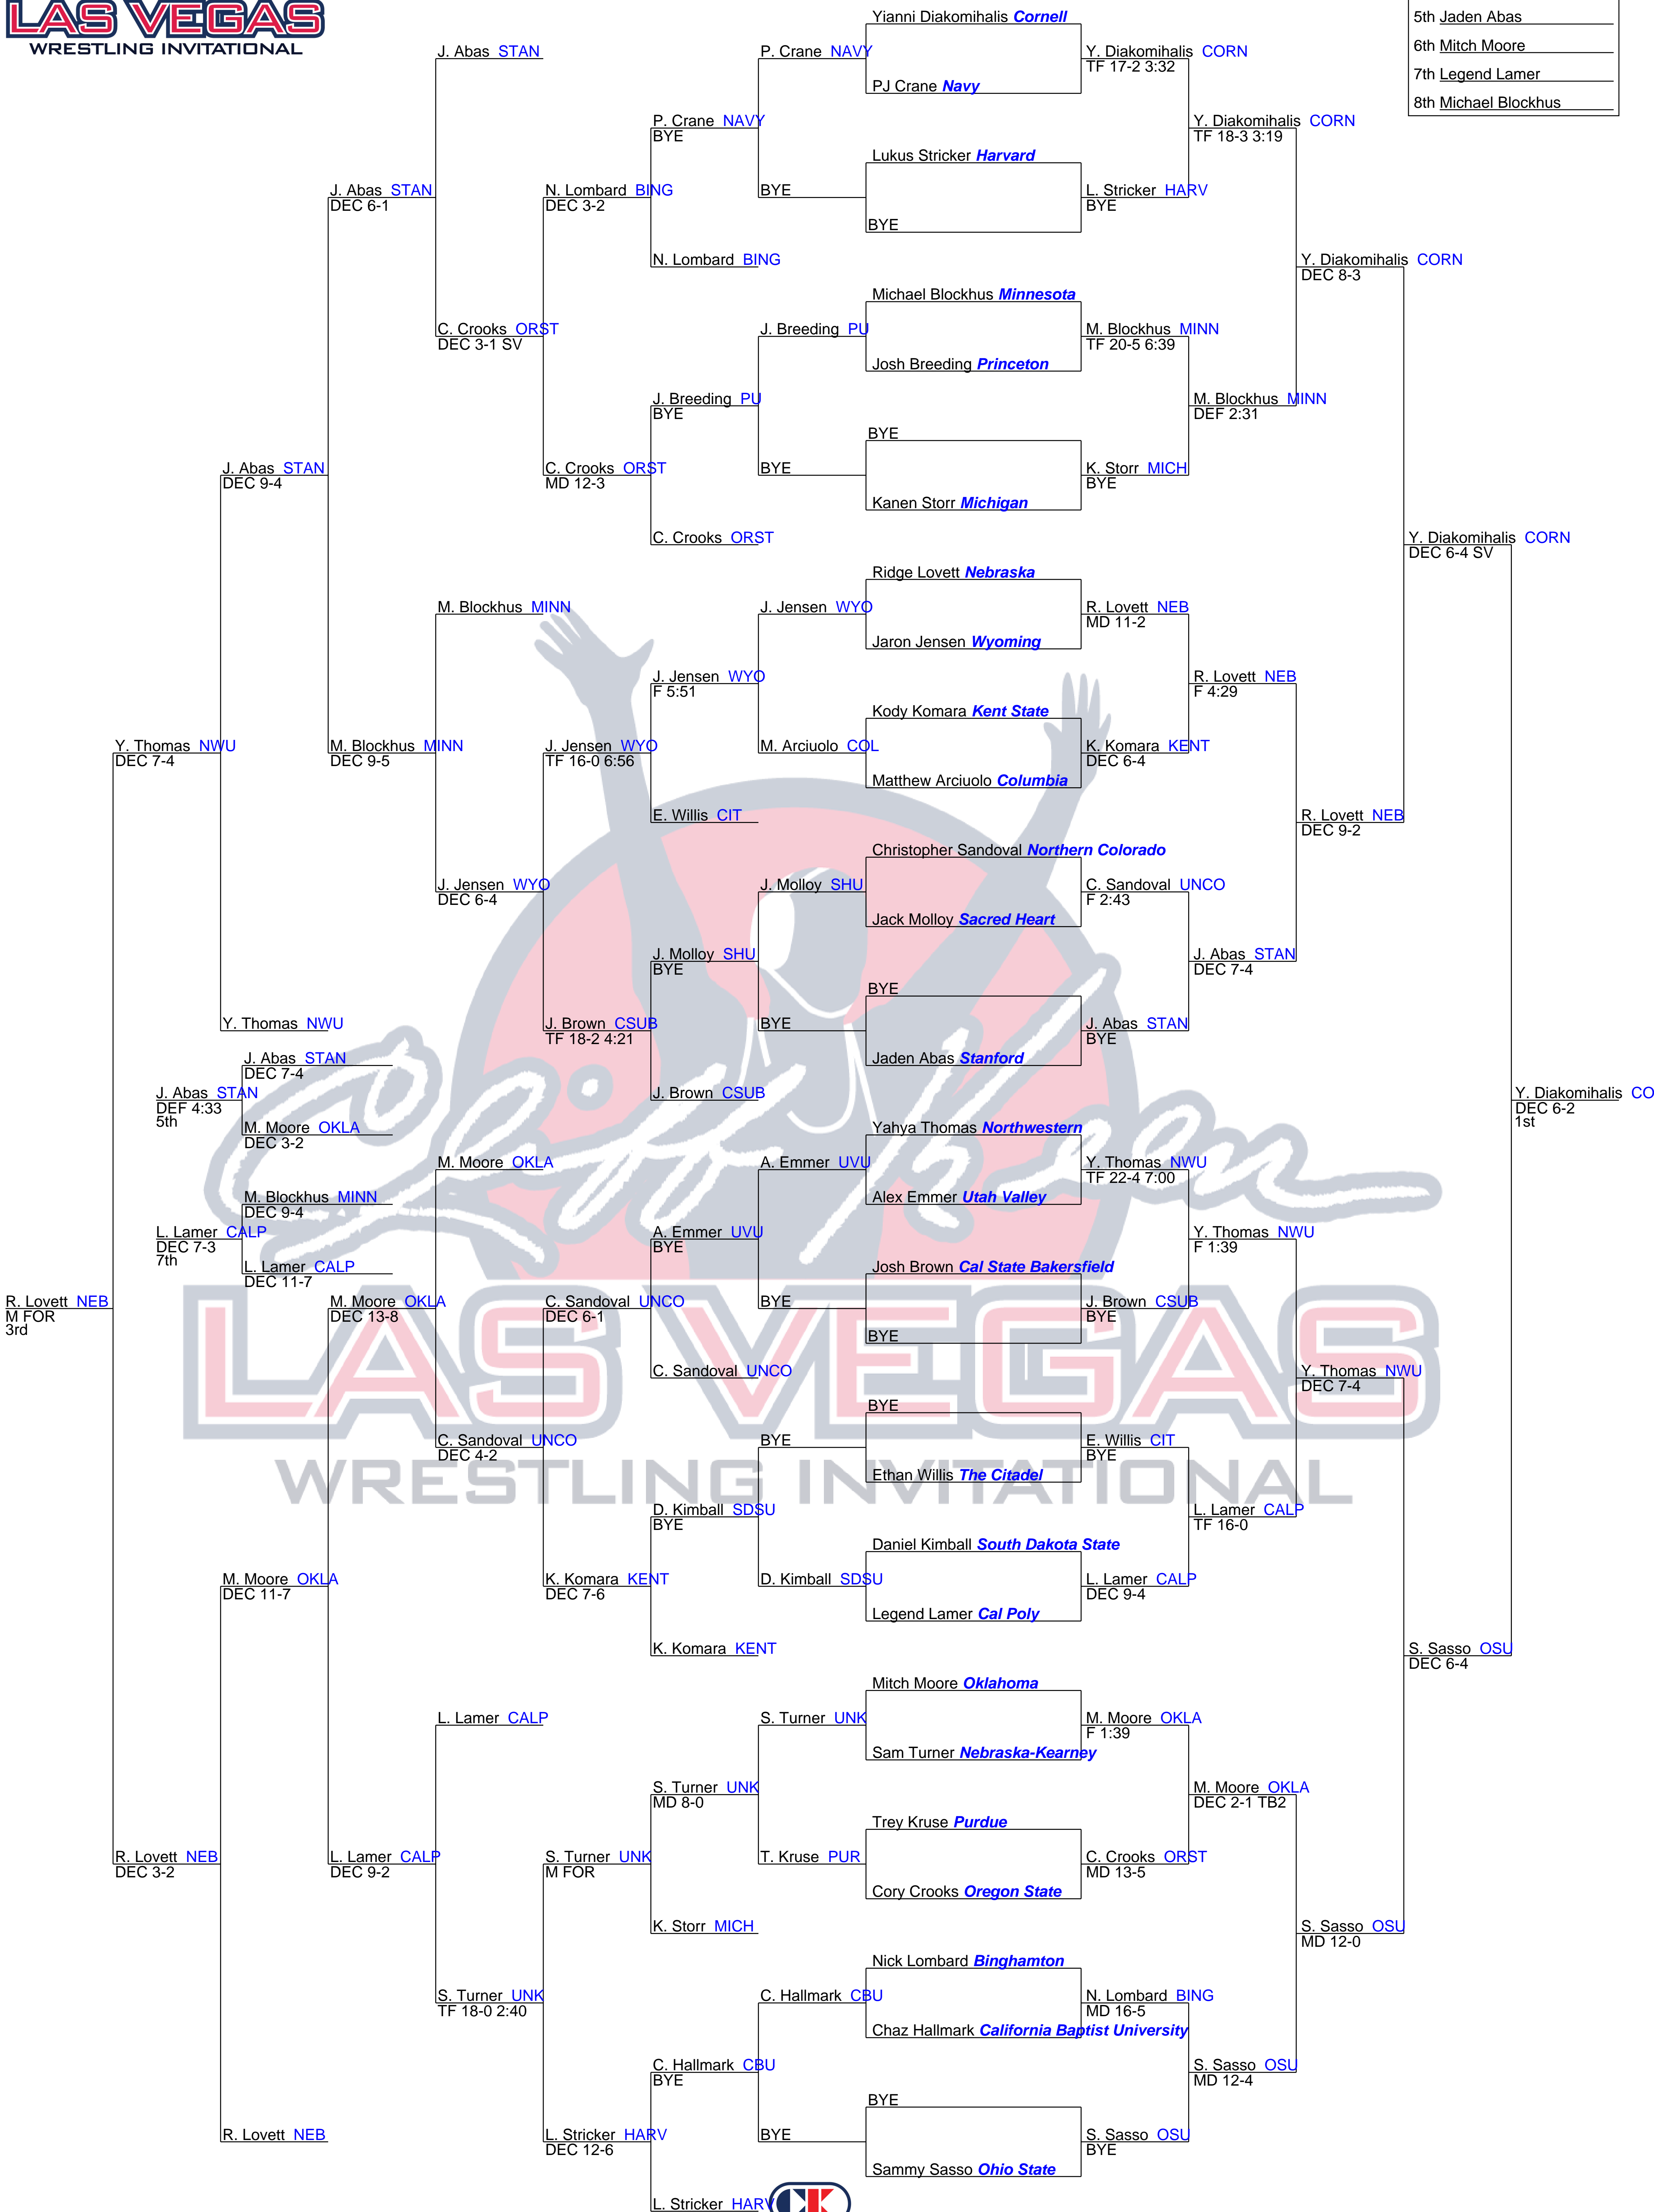 LAS VEGAS
WRESTLING INVITATIONAL
5th Jaden Abas
6th Mitch Moore
7th Legend Lamer
8th Michael Blockhus
Yianni Diakomihalis Cornell
PJ Crane Navy
Lukus Stricker Harvard
BYE
Michael Blockhus Minnesota
Josh Breeding Princeton
BYE
Kanen Storr Michigan
Ridge Lovett Nebraska
Jaron Jensen Wyoming
Kody Komara Kent State
Matthew Arciuolo Columbia
Christopher Sandoval Northern Colorado
Jack Molloy Sacred Heart
BYE
Jaden Abas Stanford
Yahya Thomas Northwestern
Alex Emmer Utah Valley
Josh Brown Cal State Bakersfield
BYE
BYE
Ethan Willis The Citadel
Daniel Kimball South Dakota State
Legend Lamer Cal Poly
Mitch Moore Oklahoma
Sam Turner Nebraska-Kearney
Trey Kruse Purdue
Cory Crooks Oregon State
Nick Lombard Binghamton
Chaz Hallmark California Baptist University
BYE
Sammy Sasso Ohio State
Y. Diakomihalis CORN
TF 17-2 3:32
L. Stricker HARV
BYE
M. Blockhus MINN
TF 20-5 6:39
K. Storr MICH
BYE
R. Lovett NEB
MD 11-2
K. Komara KENT
DEC 6-4
C. Sandoval UNCO
F 2:43
J. Abas STAN
BYE
Y. Thomas NWU
TF 22-4 7:00
J. Brown CSUB
BYE
E. Willis CIT
BYE
L. Lamer CALP
DEC 9-4
M. Moore OKLA
F 1:39
C. Crooks ORST
MD 13-5
N. Lombard BING
MD 16-5
S. Sasso OSU
BYE
Y. Diakomihalis CORN
TF 18-3 3:19
M. Blockhus MINN
DEF 2:31
R. Lovett NEB
F 4:29
J. Abas STAN
DEC 7-4
Y. Thomas NWU
F 1:39
L. Lamer CALP
TF 16-0
M. Moore OKLA
DEC 2-1 TB2
S. Sasso OSU
MD 12-4
Y. Diakomihalis CORN
DEC 8-3
R. Lovett NEB
DEC 9-2
Y. Thomas NWU
DEC 7-4
S. Sasso OSU
MD 12-0
Y. Diakomihalis CORN
DEC 6-4 SV
S. Sasso OSU
DEC 6-4
Y. Diakomihalis CO
DEC 6-2
1st
P. Crane NAVY
BYE
J. Breeding PU
BYE
J. Jensen WYO
M. Arciuolo COL
J. Molloy SHU
BYE
A. Emmer UVU
BYE
BYE
D. Kimball SDSU
S. Turner UNK
T. Kruse PUR
C. Hallmark CBU
BYE
P. Crane NAVY
BYE
N. Lombard BING
J. Breeding PU
BYE
C. Crooks ORST
J. Jensen WYO
F 5:51
E. Willis CIT
J. Molloy SHU
BYE
J. Brown CSUB
A. Emmer UVU
BYE
C. Sandoval UNCO
D. Kimball SDSU
BYE
K. Komara KENT
S. Turner UNK
MD 8-0
K. Storr MICH
C. Hallmark CBU
BYE
L. Stricker HARV
N. Lombard BING
DEC 3-2
C. Crooks ORST
MD 12-3
J. Jensen WYO
TF 16-0 6:56
J. Brown CSUB
TF 18-2 4:21
C. Sandoval UNCO
DEC 6-1
K. Komara KENT
DEC 7-6
S. Turner UNK
M FOR
L. Stricker HARV
DEC 12-6
J. Abas STAN
C. Crooks ORST
DEC 3-1 SV
M. Blockhus MINN
J. Jensen WYO
DEC 6-4
M. Moore OKLA
C. Sandoval UNCO
DEC 4-2
L. Lamer CALP
S. Turner UNK
TF 18-0 2:40
J. Abas STAN
DEC 6-1
M. Blockhus MINN
DEC 9-5
M. Moore OKLA
DEC 13-8
L. Lamer CALP
DEC 9-2
J. Abas STAN
DEC 9-4
Y. Thomas NWU
M. Moore OKLA
DEC 11-7
R. Lovett NEB
Y. Thomas NWU
DEC 7-4
R. Lovett NEB
DEC 3-2
R. Lovett NEB
M FOR
3rd
J. Abas STAN
DEC 7-4
J. Abas STAN
DEF 4:33
5th
M. Moore OKLA
DEC 3-2
M. Blockhus MINN
DEC 9-4
L. Lamer CALP
DEC 7-3
7th
L. Lamer CALP
DEC 11-7
Cliff Keen
LAS VEGAS
WRESTLING INVITATIONAL
CK